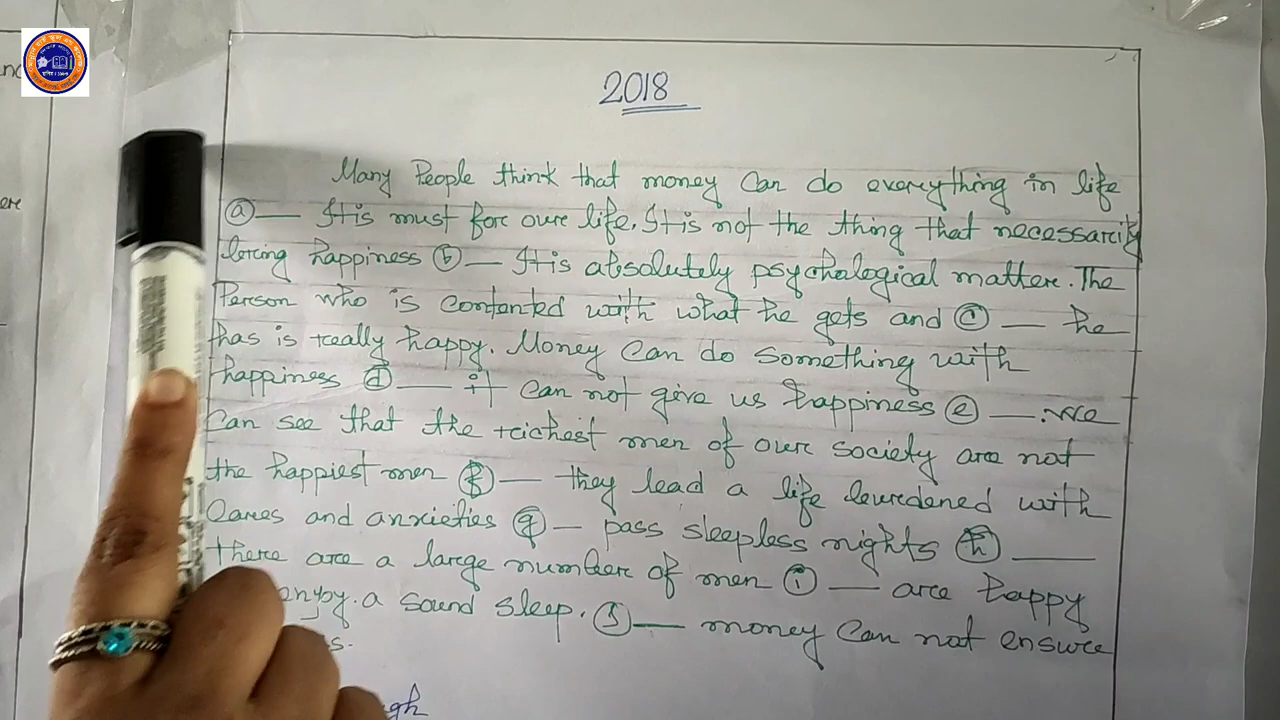 2018
Many People think that money Can do everything in life
ⓐ — It is must for our life. It is not the thing that necessarily
bring happiness ⓑ — It is absolutely psychological matter. The
Person who is contented with what he gets and ⓒ — he
has is really happy. Money Can do something with
happiness ⓓ — it can not give us happiness ⓔ — . We
Can see that the richest men of our society are not
the happiest men ⓕ — they lead a life burdened with
Cares and anxieties ⓖ — pass sleepless nights ⓗ —
there are a large number of men ⓘ — are happy
enjoy. a sound sleep. ⓙ — money Can not ensure
s.
gh
ere